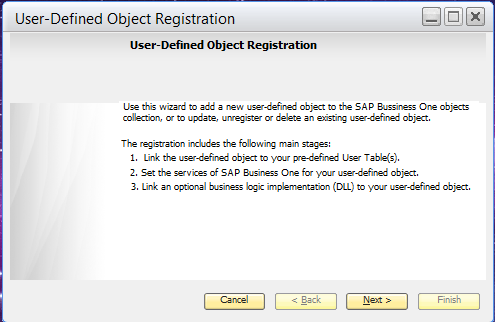 User-Defined Object Registration
User-Defined Object Registration
Use this wizard to add a new user-defined object to the SAP Bussiness One objects
collection, or to update, unregister or delete an existing user-defined object.
The registration includes the following main stages:
1. Link the user-defined object to your pre-defined User Table(s).
2. Set the services of SAP Business One for your user-defined object.
3. Link an optional business logic implementation (DLL) to your user-defined object.
Cancel < Back Next > Finish